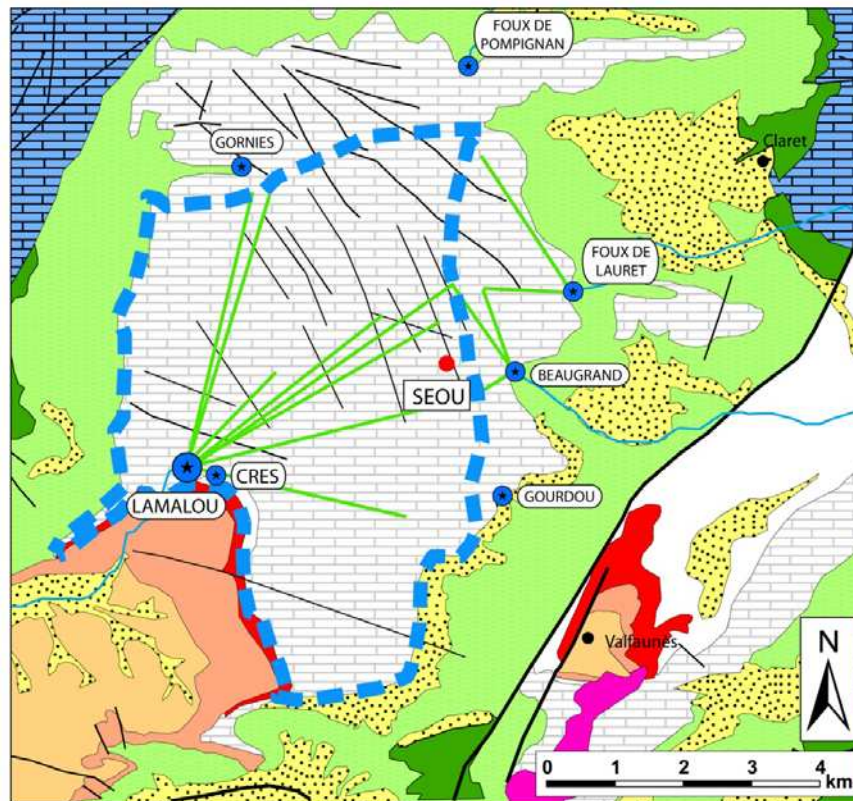 FOUX DE
POMPIGNAN
GORNIES
Claret
FOUX DE
LAURET
BEAUGRAND
SEOU
CRES
LAMALOU
GOURDOU
Valfaunès
N
0 1 2 3 4
km